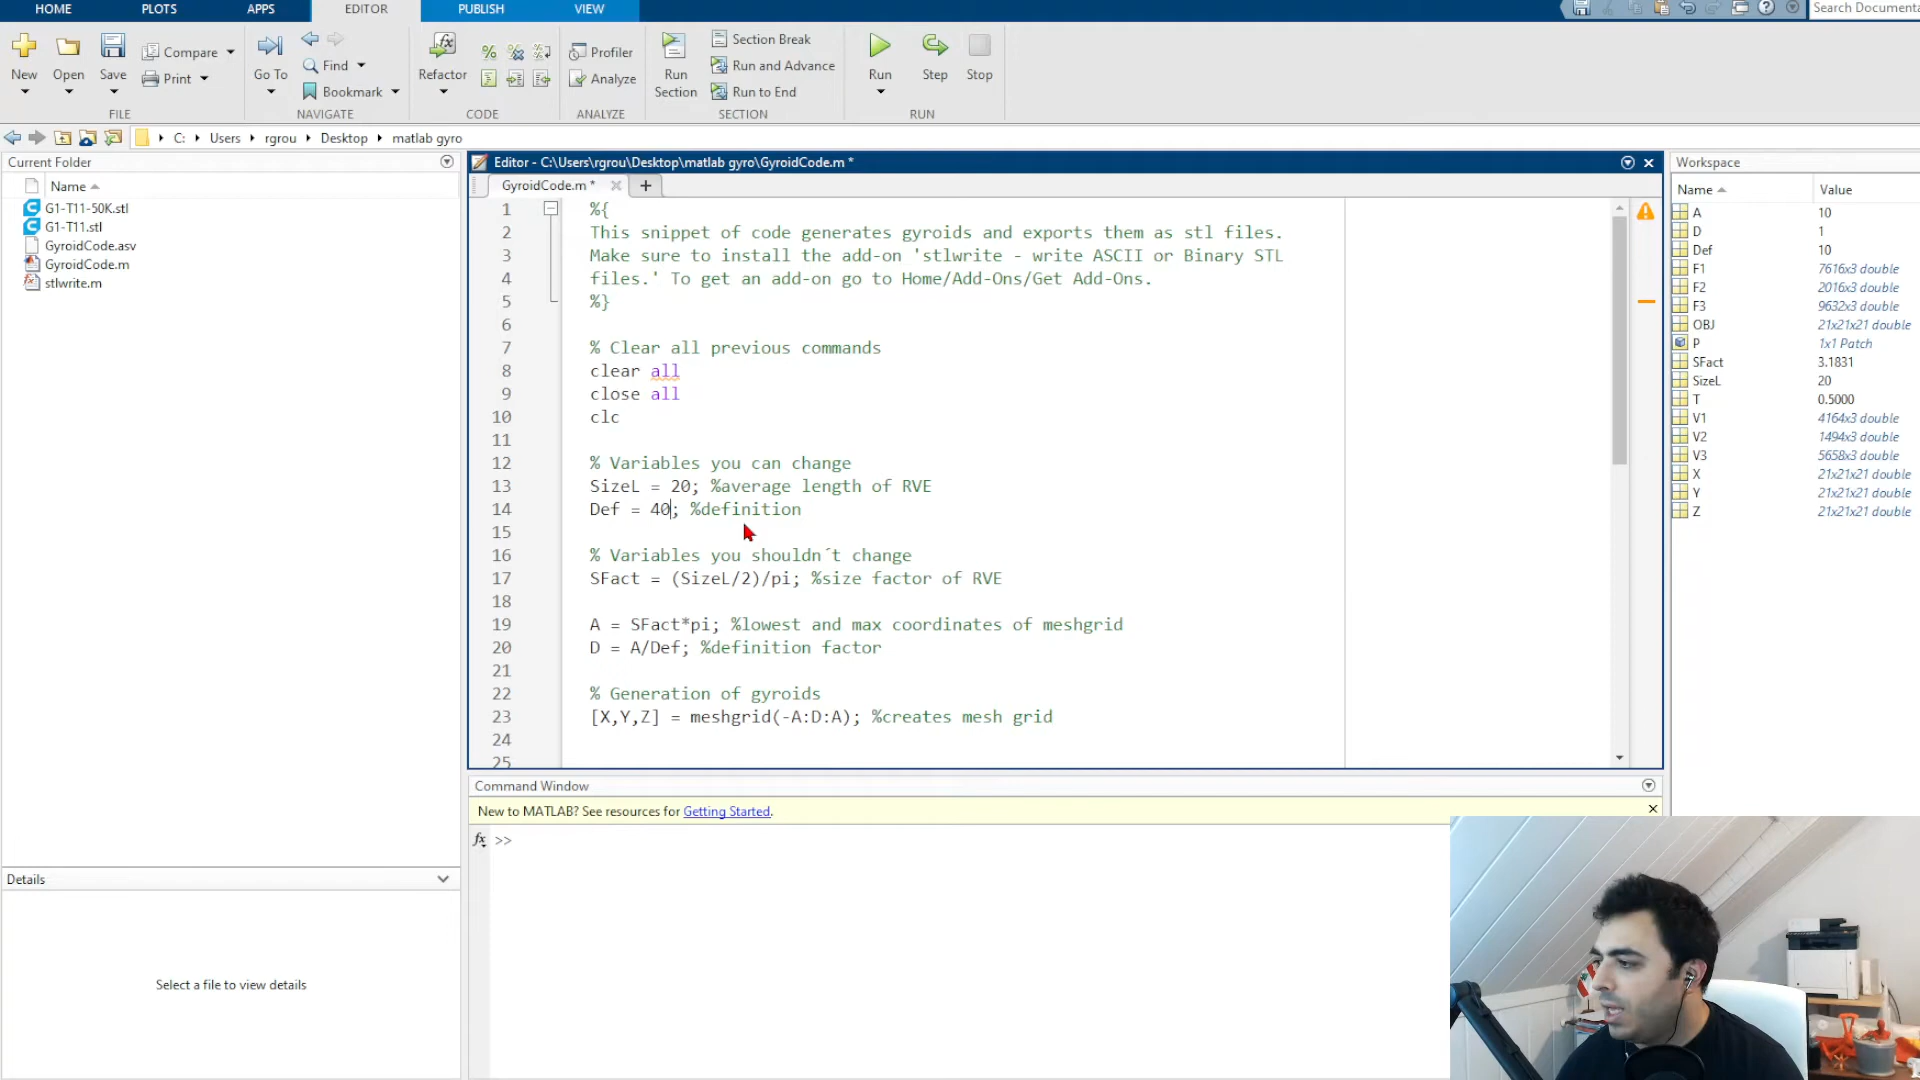 HOME PLOTS APPS EDITOR PUBLISH VIEW
Search Documenta
New Open Save Compare Print
FILE
Go To Find Bookmark
NAVIGATE
Refactor
CODE
Profiler
Analyze
ANALYZE
Run Section
Section Break
Run and Advance
Run to End
SECTION
Run Step Stop
RUN
C: Users rgrou Desktop matlab gyro
Current Folder
Name
G1-T11-50K.stl
G1-T11.stl
GyroidCode.asv
GyroidCode.m
stlwrite.m
Details
Select a file to view details
Editor - C:\Users\rgrou\Desktop\matlab gyro\GyroidCode.m *
GyroidCode.m * +
1 %{
2 This snippet of code generates gyroids and exports them as stl files.
3 Make sure to install the add-on 'stlwrite - write ASCII or Binary STL
4 files.' To get an add-on go to Home/Add-Ons/Get Add-Ons.
5 %}
6
7 % Clear all previous commands
8 clear all
9 close all
10 clc
11
12 % Variables you can change
13 SizeL = 20; %average length of RVE
14 Def = 40; %definition
15
16 % Variables you shouldn´t change
17 SFact = (SizeL/2)/pi; %size factor of RVE
18
19 A = SFact*pi; %lowest and max coordinates of meshgrid
20 D = A/Def; %definition factor
21
22 % Generation of gyroids
23 [X,Y,Z] = meshgrid(-A:D:A); %creates mesh grid
24
25
Command Window
New to MATLAB? See resources for Getting Started.
fx >>
Workspace
Name Value
A 10
D 1
Def 10
F1 7616x3 double
F2 2016x3 double
F3 9632x3 double
OBJ 21x21x21 double
P 1x1 Patch
SFact 3.1831
SizeL 20
T 0.5000
V1 4164x3 double
V2 1494x3 double
V3 5658x3 double
X 21x21x21 double
Y 21x21x21 double
Z 21x21x21 double